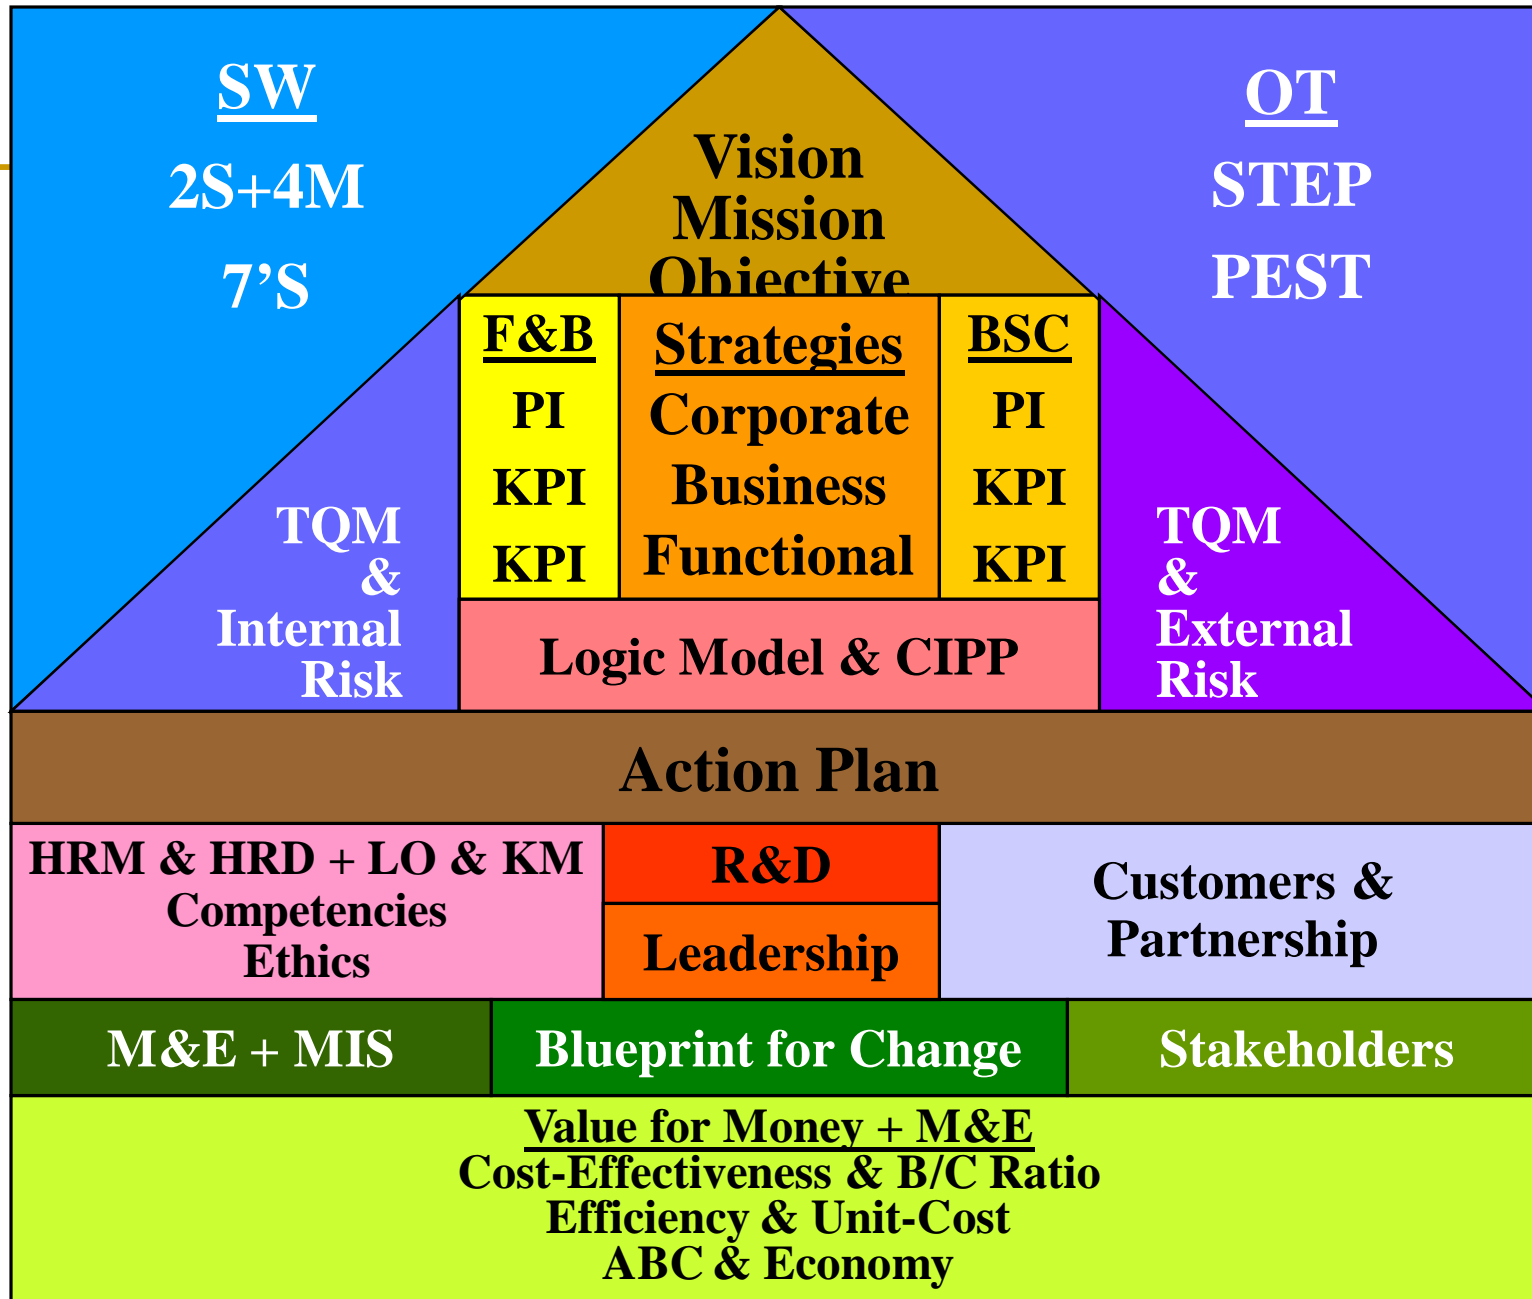 SW
2S+4M
7’S
OT
STEP
PEST
Vision
Mission
Objective
F&B
PI
KPI
KPI
Strategies
Corporate
Business
Functional
BSC
PI
KPI
KPI
TQM
&
Internal
Risk
TQM
&
External
Risk
Logic Model & CIPP
Action Plan
HRM & HRD + LO & KM
Competencies
Ethics
R&D
Leadership
Customers &
Partnership
M&E + MIS
Blueprint for Change
Stakeholders
Value for Money + M&E
Cost-Effectiveness & B/C Ratio
Efficiency & Unit-Cost
ABC & Economy